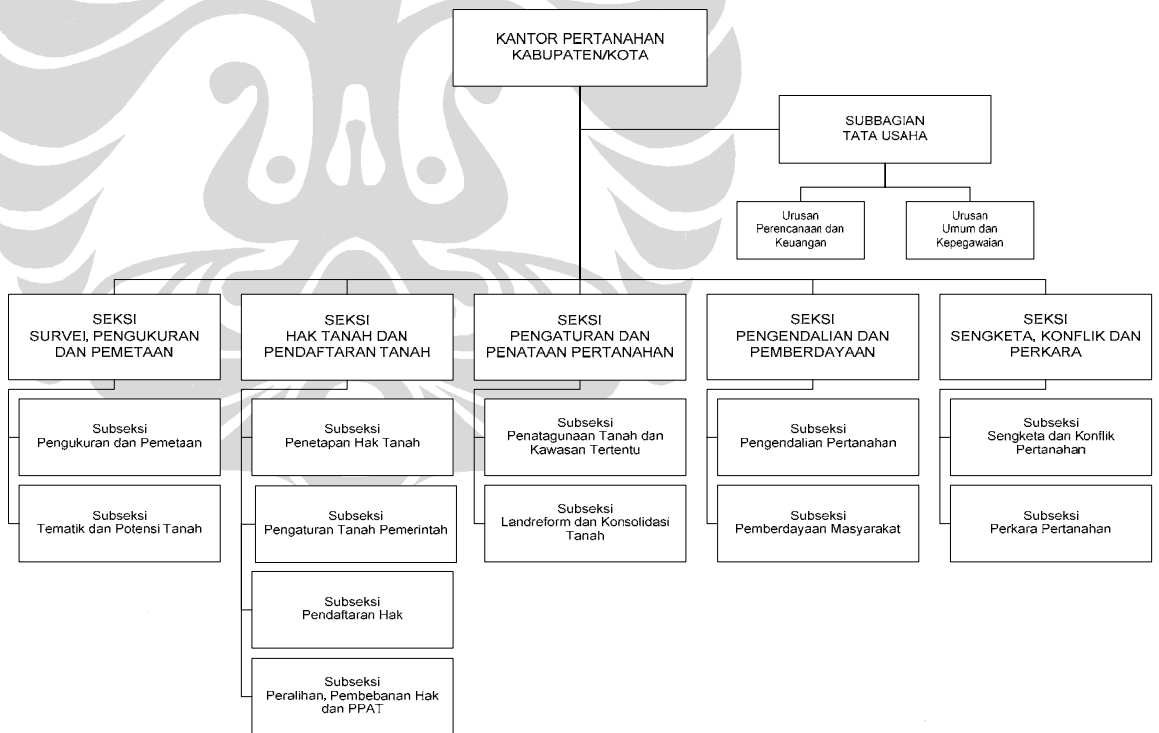 KANTOR PERTANAHAN
KABUPATEN/KOTA
SUBBAGIAN
TATA USAHA
Urusan
Perencanaan dan
Keuangan
Urusan
Umum dan
Kepegawaian
SEKSI
SURVEI, PENGUKURAN
DAN PEMETAAN
SEKSI
HAK TANAH DAN
PENDAFTARAN TANAH
SEKSI
PENGATURAN DAN
PENATAAN PERTANAHAN
SEKSI
PENGENDALIAN DAN
PEMBERDAYAAN
SEKSI
SENGKETA, KONFLIK DAN
PERKARA
Subseksi
Pengukuran dan Pemetaan
Subseksi
Tematik dan Potensi Tanah
Subseksi
Penetapan Hak Tanah
Subseksi
Pengaturan Tanah Pemerintah
Subseksi
Pendaftaran Hak
Subseksi
Peralihan, Pembebanan Hak
dan PPAT
Subseksi
Penatagunaan Tanah dan
Kawasan Tertentu
Subseksi
Landreform dan Konsolidasi
Tanah
Subseksi
Pengendalian Pertanahan
Subseksi
Pemberdayaan Masyarakat
Subseksi
Sengketa dan Konflik
Pertanahan
Subseksi
Perkara Pertanahan